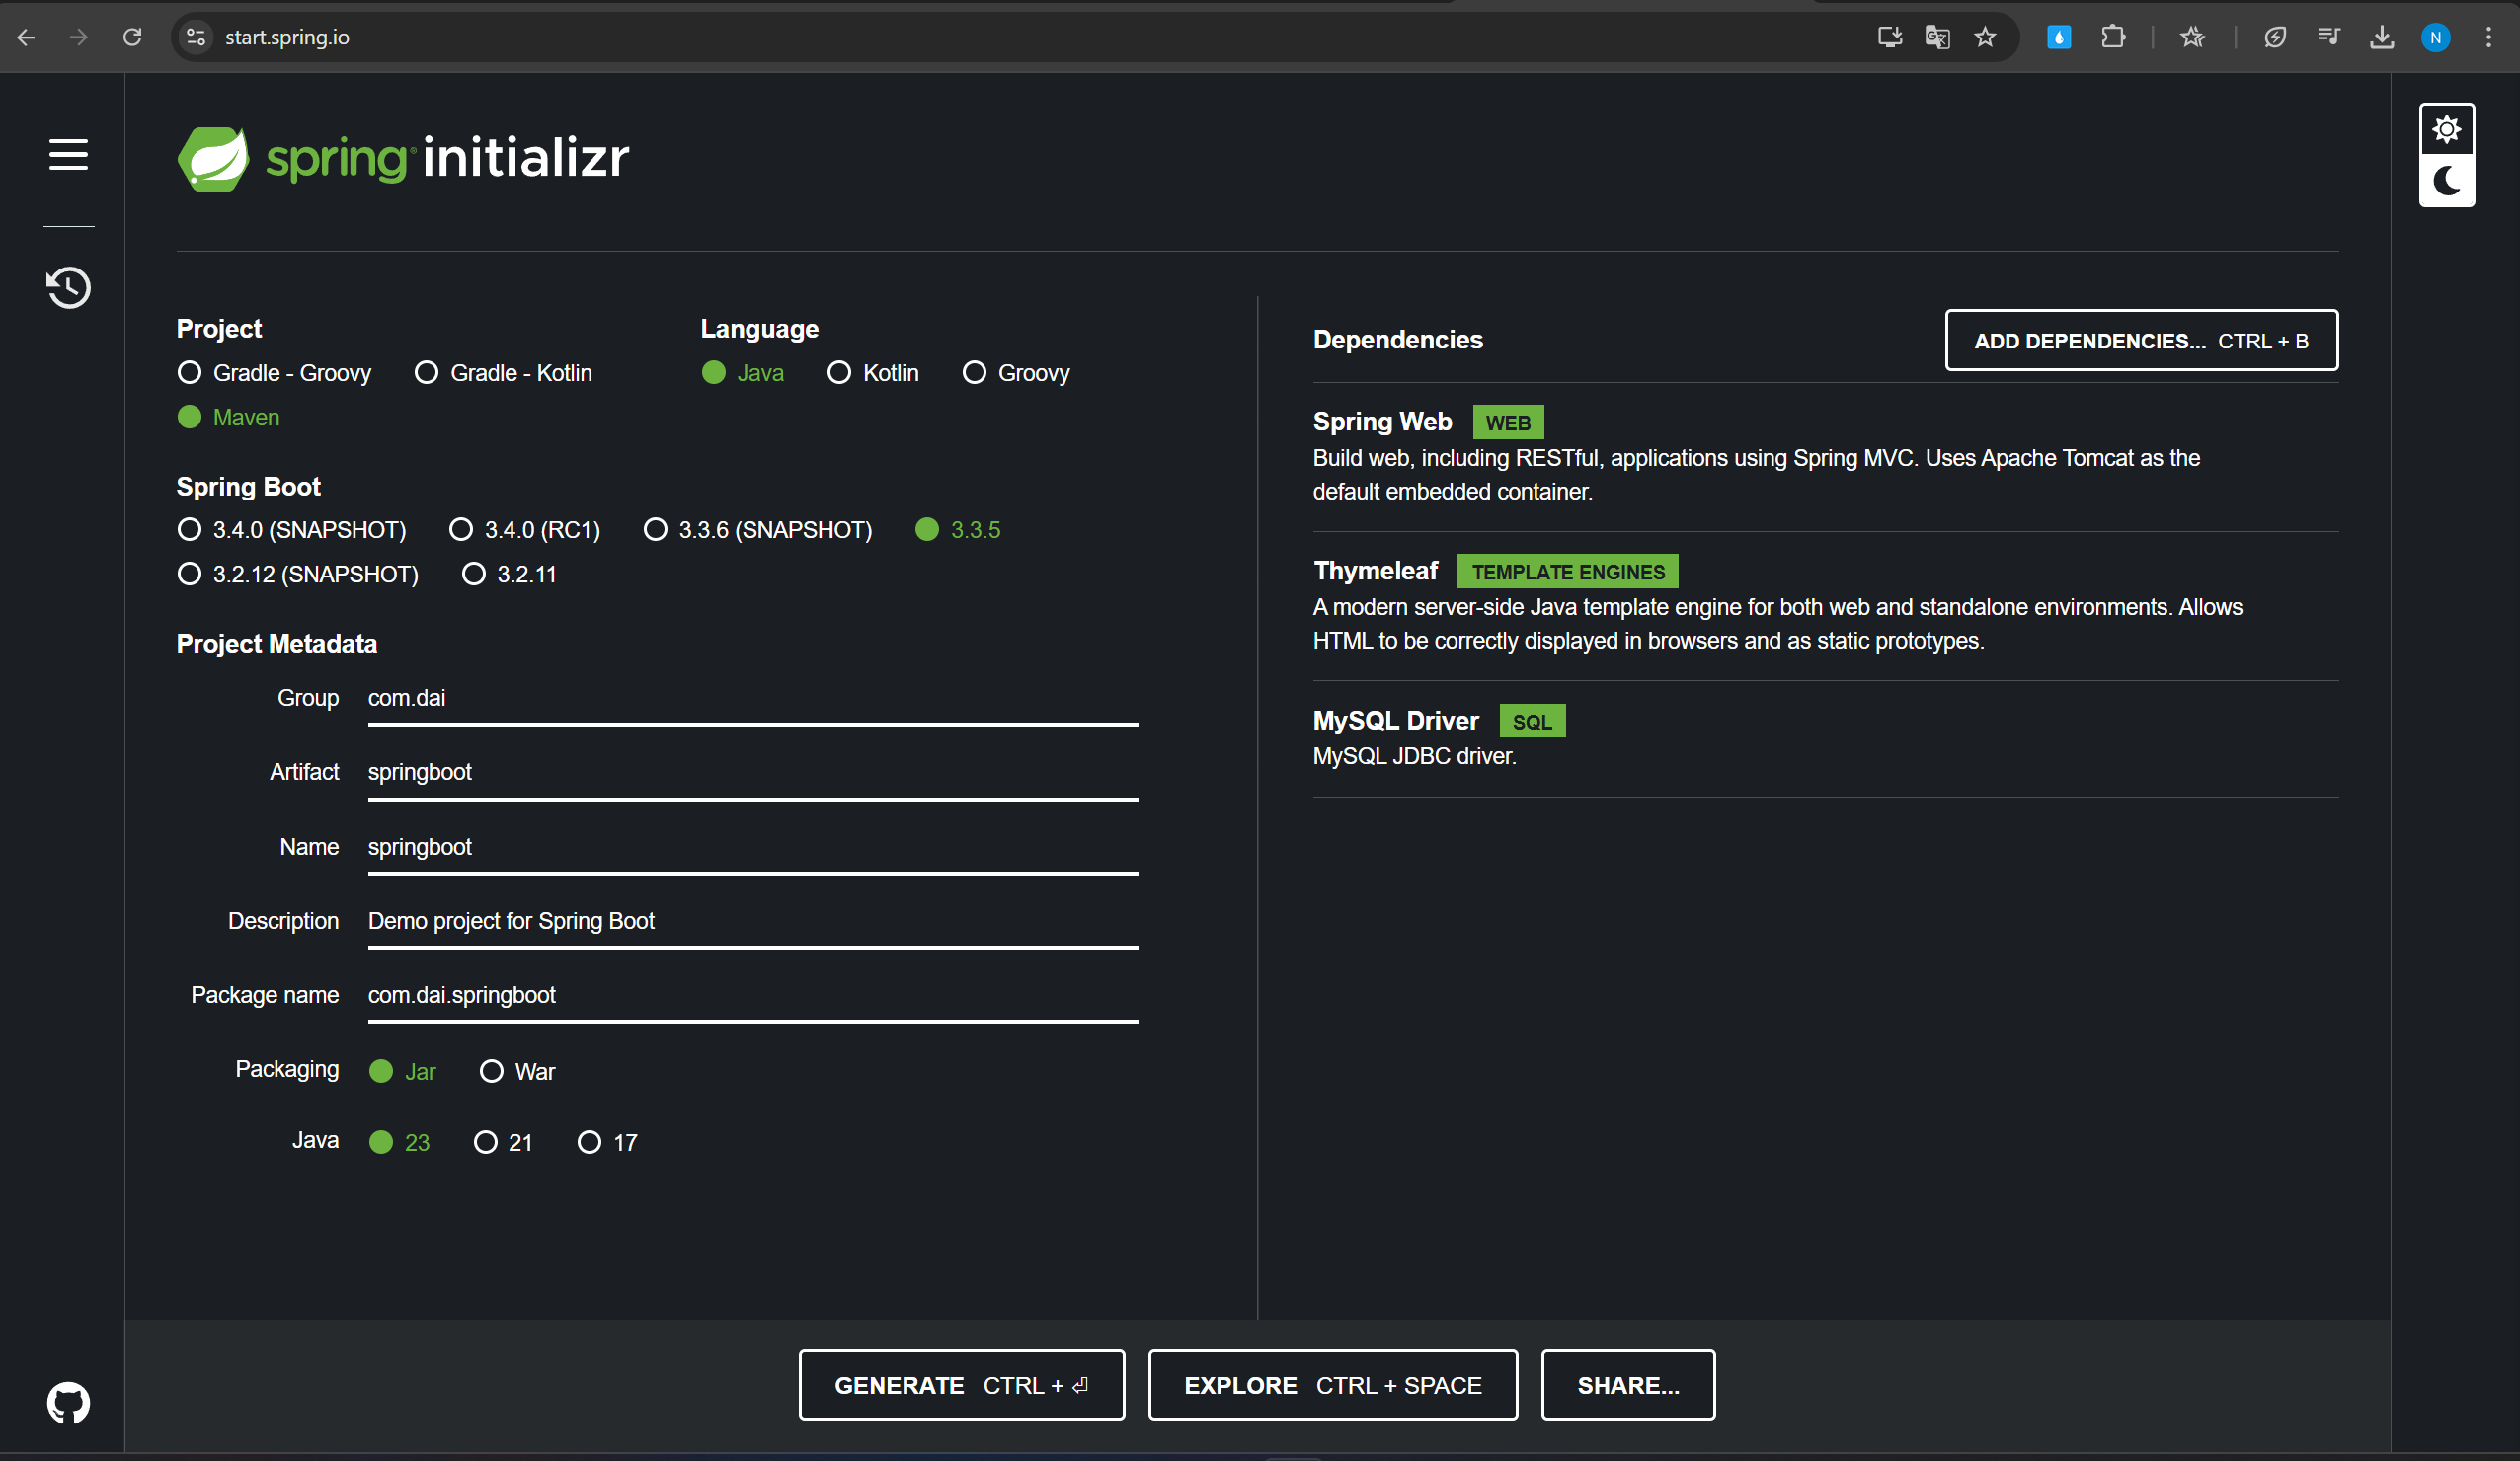 start.spring.io
N
spring initializr
Project
Gradle - Groovy Gradle - Kotlin
Maven
Language
Java Kotlin Groovy
Spring Boot
3.4.0 (SNAPSHOT) 3.4.0 (RC1) 3.3.6 (SNAPSHOT) 3.3.5
3.2.12 (SNAPSHOT) 3.2.11
Project Metadata
Group com.dai
Artifact springboot
Name springboot
Description Demo project for Spring Boot
Package name com.dai.springboot
Packaging Jar War
Java 23 21 17
Dependencies
ADD DEPENDENCIES... CTRL + B
Spring Web WEB
Build web, including RESTful, applications using Spring MVC. Uses Apache Tomcat as the
default embedded container.
Thymeleaf TEMPLATE ENGINES
A modern server-side Java template engine for both web and standalone environments. Allows
HTML to be correctly displayed in browsers and as static prototypes.
MySQL Driver SQL
MySQL JDBC driver.
GENERATE CTRL + ⏎
EXPLORE CTRL + SPACE
SHARE...